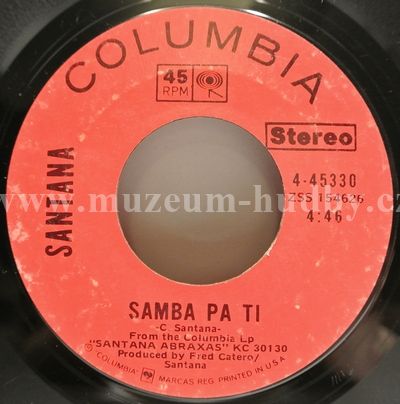 COLUMBIA
45
RPM
Stereo
SANTANA
4-45330
ZSS 154626
4:46
www.muzeum-hudby.cz
SAMBA PA TI
-C. Santana-
From the Columbia Lp
"SANTANA ABRAXAS" KC 30130
Produced by Fred Catero/
Santana
® "COLUMBIA" MARCAS REG. PRINTED IN U.S.A